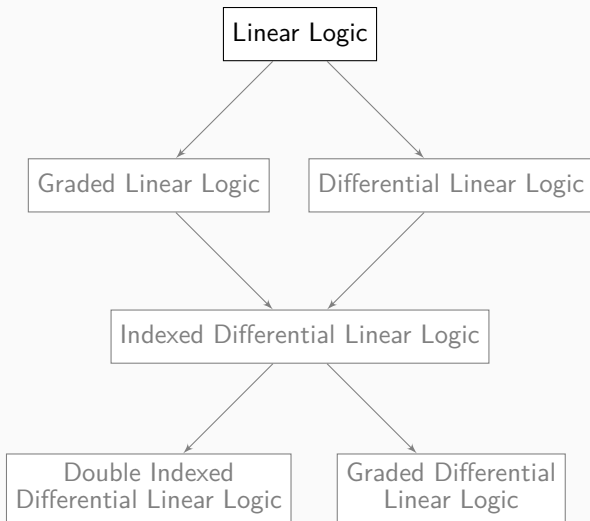 Linear Logic
Graded Linear Logic
Differential Linear Logic
Indexed Differential Linear Logic
Double Indexed
Differential Linear Logic
Graded Differential
Linear Logic